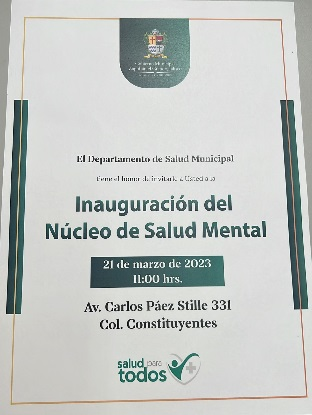 El Departamento de Salud Municipal
Tiene el honor de invitarle a Usted a la
Inauguración del
Núcleo de Salud Mental
21 de marzo de 2023
11:00 hrs.
Av. Carlos Páez Stille 331
Col. Constituyentes
salud para
todos